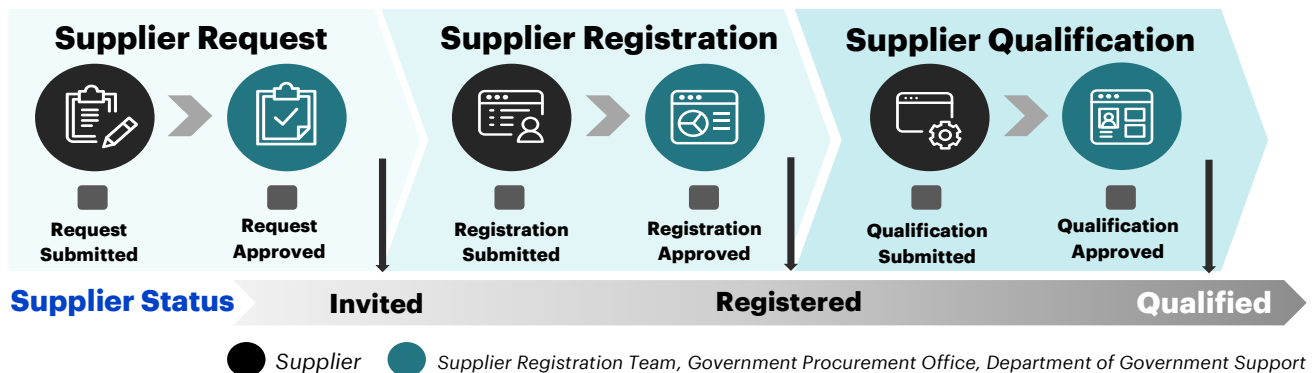 Supplier Request
Supplier Registration
Supplier Qualification
Request
Submitted
Request
Approved
Registration
Submitted
Registration
Approved
Qualification
Submitted
Qualification
Approved
Supplier Status
Invited
Registered
Qualified
Supplier
Supplier Registration Team, Government Procurement Office, Department of Government Support